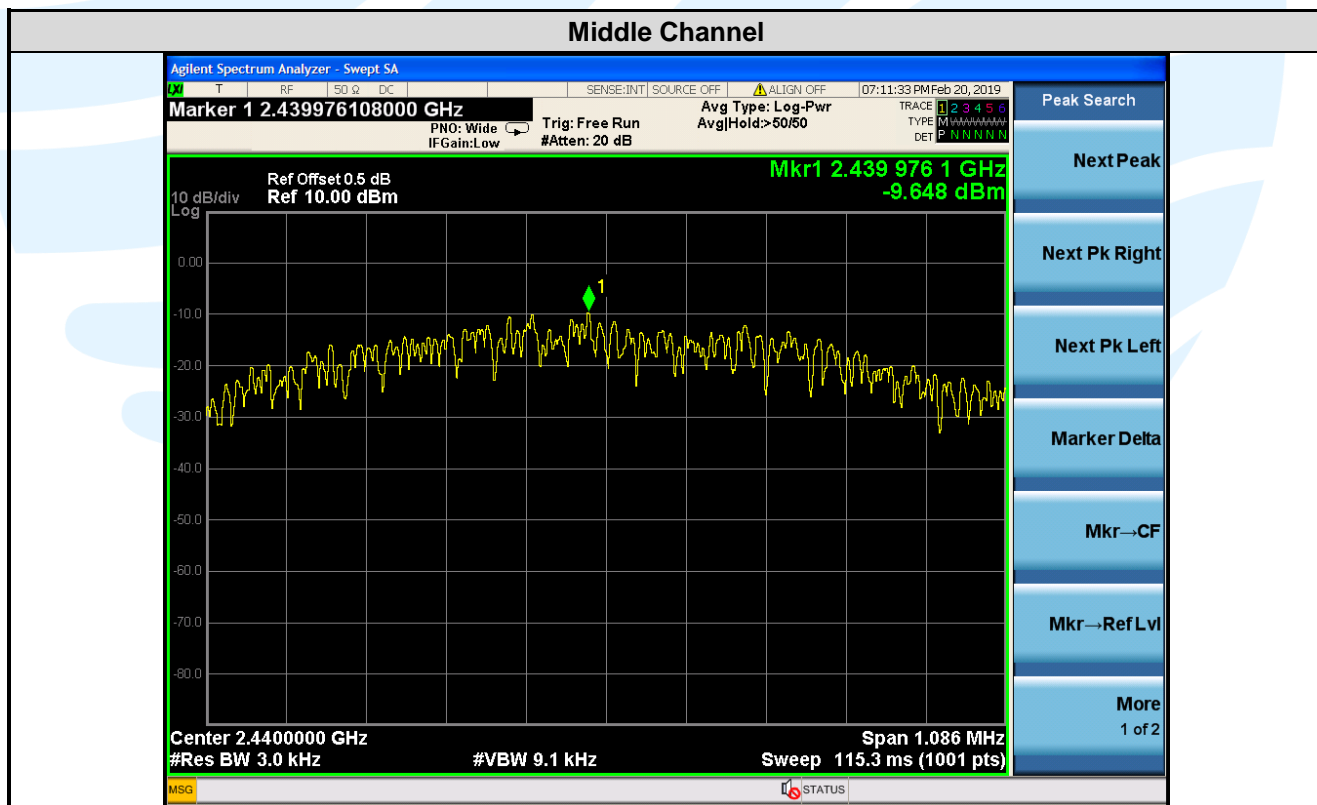 Middle Channel
Agilent Spectrum Analyzer - Swept SA
LXI T RF 50 Ω DC SENSE:INT SOURCE OFF ALIGN OFF 07:11:33 PM Feb 20, 2019
Marker 1 2.439976108000 GHz
PNO: Wide
IFGain:Low
Trig: Free Run
#Atten: 20 dB
Avg Type: Log-Pwr
Avg|Hold:>50/50
TRACE 1 2 3 4 5 6
TYPE M
DET P N N N N N
Mkr1 2.439 976 1 GHz
-9.648 dBm
Ref Offset 0.5 dB
10 dB/div Ref 10.00 dBm
Log
0.00
1
-10.0
-20.0
-30.0
-40.0
-50.0
-60.0
-70.0
-80.0
Center 2.4400000 GHz Span 1.086 MHz
#Res BW 3.0 kHz #VBW 9.1 kHz Sweep 115.3 ms (1001 pts)
MSG STATUS
Peak Search
Next Peak
Next Pk Right
Next Pk Left
Marker Delta
Mkr→CF
Mkr→Ref Lvl
More
1 of 2